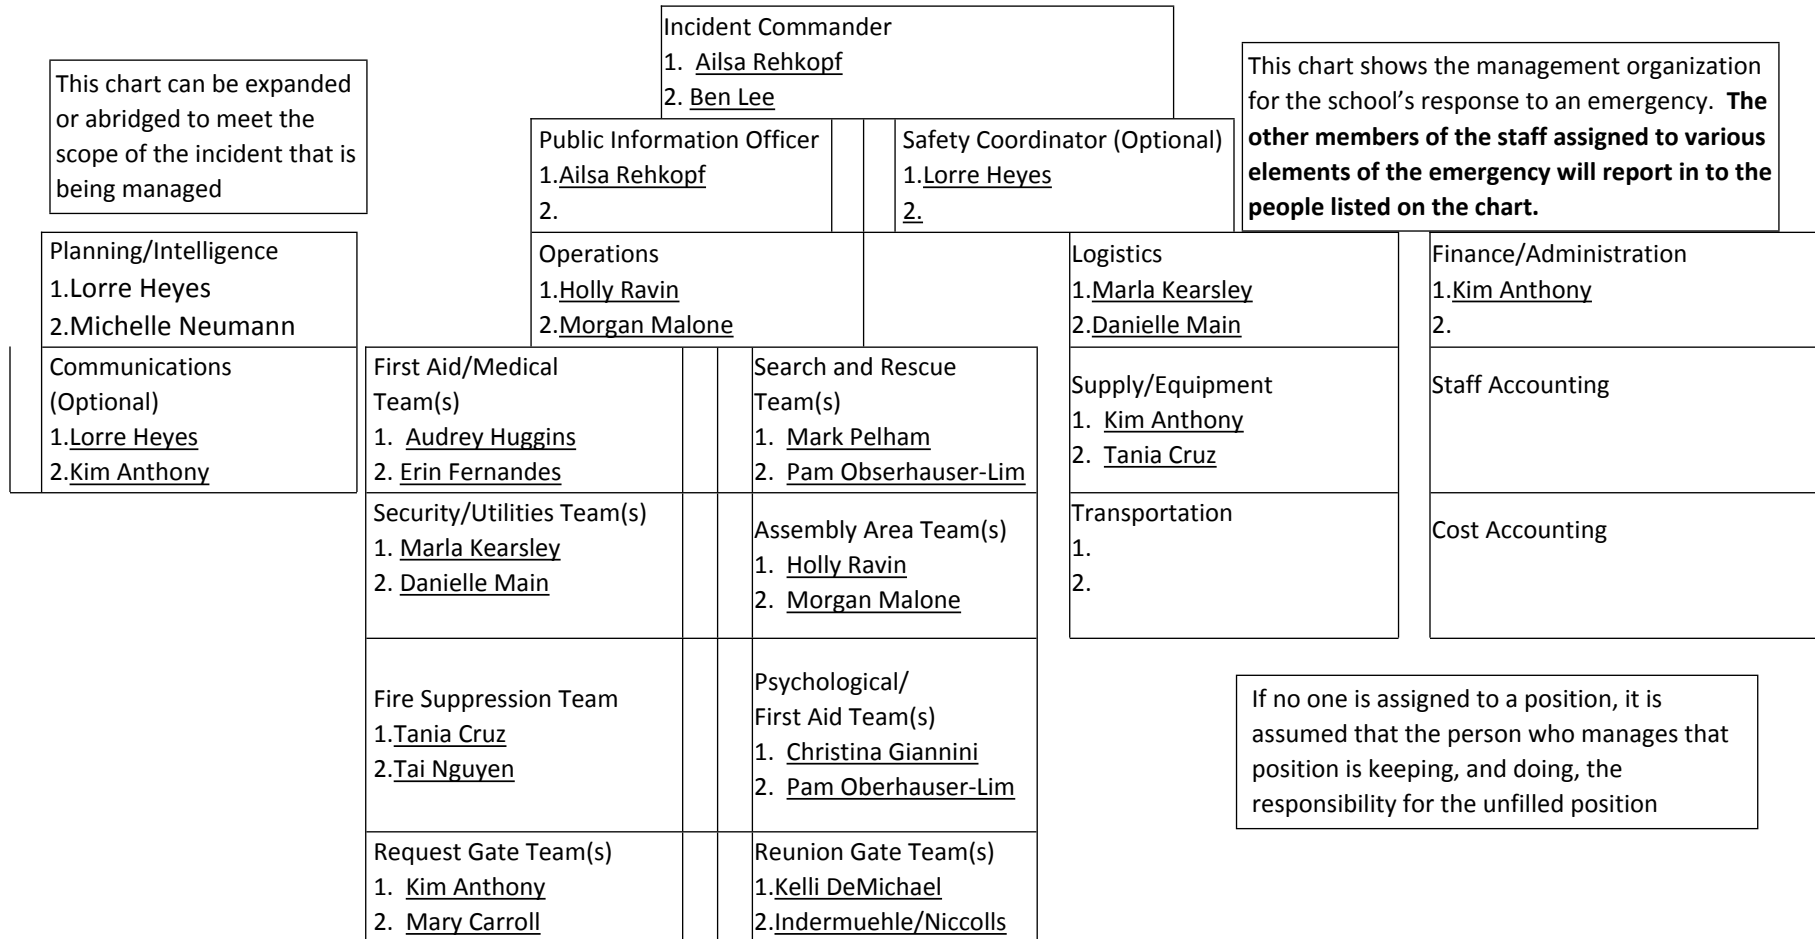 Incident Commander
1. Ailsa Rehkopf
2. Ben Lee
This chart can be expanded
or abridged to meet the
scope of the incident that is
being managed
Public Information Officer
1.Ailsa Rehkopf
2.
Safety Coordinator (Optional)
1.Lorre Heyes
2.
This chart shows the management organization
for the school’s response to an emergency. The
other members of the staff assigned to various
elements of the emergency will report in to the
people listed on the chart.
Planning/Intelligence
1.Lorre Heyes
2.Michelle Neumann
Operations
1.Holly Ravin
2.Morgan Malone
Logistics
1.Marla Kearsley
2.Danielle Main
Finance/Administration
1.Kim Anthony
2.
Communications
(Optional)
1.Lorre Heyes
2.Kim Anthony
First Aid/Medical
Team(s)
1. Audrey Huggins
2. Erin Fernandes
Search and Rescue
Team(s)
1. Mark Pelham
2. Pam Obserhauser-Lim
Supply/Equipment
1. Kim Anthony
2. Tania Cruz
Staff Accounting
Security/Utilities Team(s)
1. Marla Kearsley
2. Danielle Main
Assembly Area Team(s)
1. Holly Ravin
2. Morgan Malone
Transportation
1.
2.
Cost Accounting
Fire Suppression Team
1.Tania Cruz
2.Tai Nguyen
Psychological/
First Aid Team(s)
1. Christina Giannini
2. Pam Oberhauser-Lim
If no one is assigned to a position, it is
assumed that the person who manages that
position is keeping, and doing, the
responsibility for the unfilled position
Request Gate Team(s)
1. Kim Anthony
2. Mary Carroll
Reunion Gate Team(s)
1.Kelli DeMichael
2.Indermuehle/Niccolls